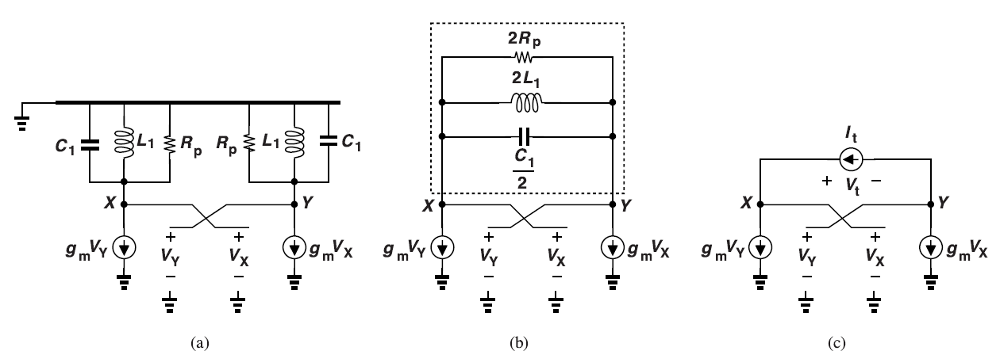 C1 L1 Rp Rp L1 C1
X Y
gmVY + VY − + VX − gmVX
(a)
2Rp
2L1
C1
2
X Y
gmVY + VY − + VX − gmVX
(b)
It
+ Vt −
X Y
gmVY + VY − + VX − gmVX
(c)